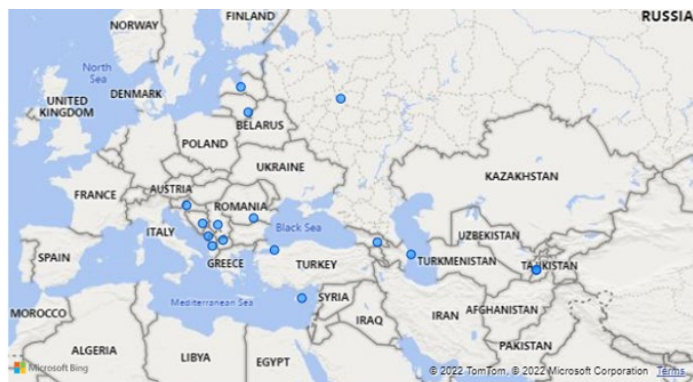 FINLAND
RUSSIA
NORWAY
North
Sea
DENMARK
UNITED
KINGDOM
BELARUS
POLAND
UKRAINE
KAZAKHSTAN
FRANCE
AUSTRIA
ROMANIA
Black Sea
UZBEKISTAN
ITALY
SPAIN
GREECE
TURKEY
TURKMENISTAN
TAJIKISTAN
Mediterranean Sea
SYRIA
MOROCCO
IRAQ
IRAN
AFGHANISTAN
PAKISTAN
ALGERIA
LIBYA
EGYPT
Microsoft Bing
© 2022 TomTom, © 2022 Microsoft Corporation Terms